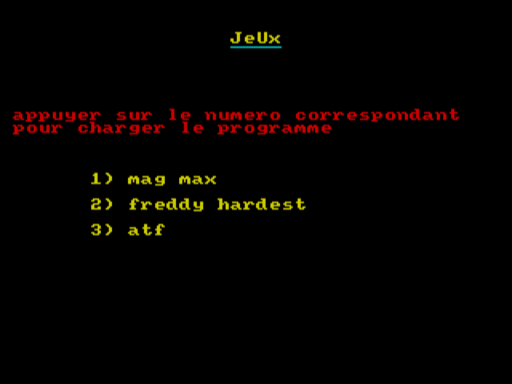 JeUx
appuyer sur le numero correspondant
pour charger le programme
1) mag max
2) freddy hardest
3) atf